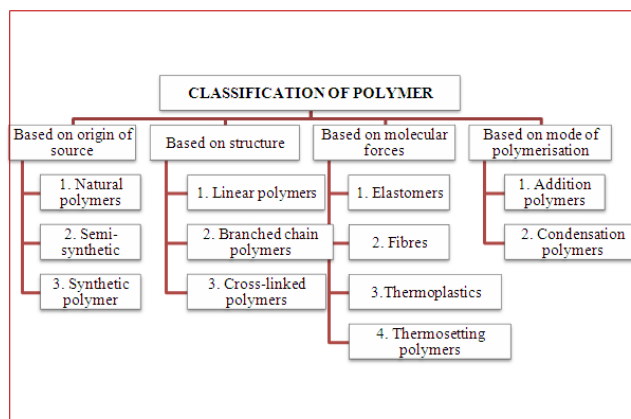 CLASSIFICATION OF POLYMER
Based on origin of
source
1. Natural
polymers
2. Semi-
synthetic
3. Synthetic
polymer
Based on structure
1. Linear polymers
2. Branched chain
polymers
3. Cross-linked
polymers
Based on molecular
forces
1. Elastomers
2. Fibres
3.Thermoplastics
4. Thermosetting
polymers
Based on mode of
polymerisation
1. Addition
polymers
2. Condensation
polymers